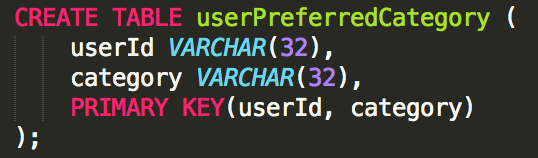 CREATE TABLE userPreferredCategory (
    userId VARCHAR(32),
    category VARCHAR(32),
    PRIMARY KEY(userId, category)
);